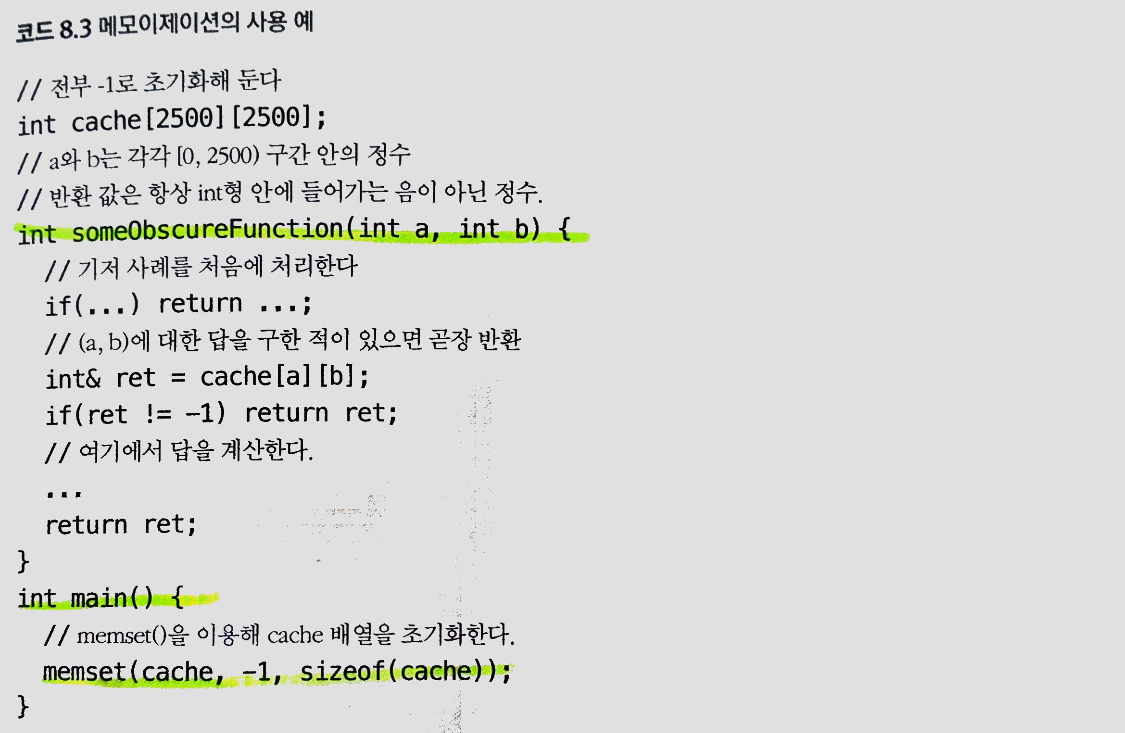 코드 8.3 메모이제이션의 사용 예
// 전부 -1로 초기화해 둔다
int cache[2500][2500];
// a와 b는 각각 [0, 2500) 구간 안의 정수
// 반환 값은 항상 int형 안에 들어가는 음이 아닌 정수.
int someObscureFunction(int a, int b) {
// 기저 사례를 처음에 처리한다
if(...) return ...;
// (a, b)에 대한 답을 구한 적이 있으면 곧장 반환
int& ret = cache[a][b];
if(ret != -1) return ret;
// 여기에서 답을 계산한다.
...
return ret;
}
int main() {
// memset()을 이용해 cache 배열을 초기화한다.
memset(cache, -1, sizeof(cache));
}